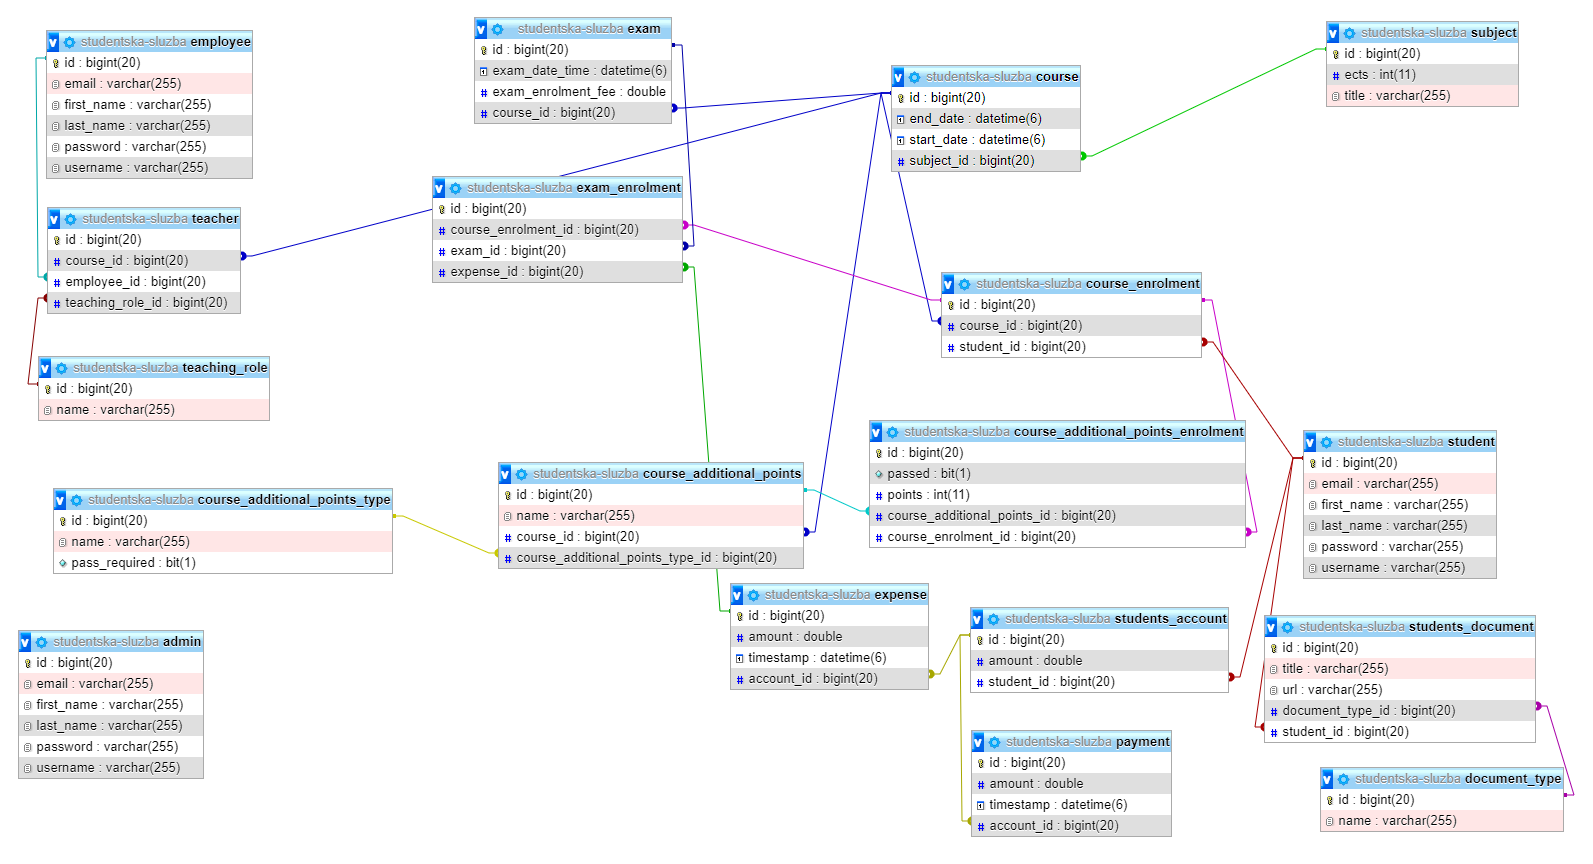 studentska-sluzba employee
id : bigint(20)
email : varchar(255)
first_name : varchar(255)
last_name : varchar(255)
password : varchar(255)
username : varchar(255)
studentska-sluzba exam
id : bigint(20)
exam_date_time : datetime(6)
exam_enrolment_fee : double
course_id : bigint(20)
studentska-sluzba course
id : bigint(20)
end_date : datetime(6)
start_date : datetime(6)
subject_id : bigint(20)
studentska-sluzba subject
id : bigint(20)
ects : int(11)
title : varchar(255)
studentska-sluzba teacher
id : bigint(20)
course_id : bigint(20)
employee_id : bigint(20)
teaching_role_id : bigint(20)
studentska-sluzba exam_enrolment
id : bigint(20)
course_enrolment_id : bigint(20)
exam_id : bigint(20)
expense_id : bigint(20)
studentska-sluzba course_enrolment
id : bigint(20)
course_id : bigint(20)
student_id : bigint(20)
studentska-sluzba teaching_role
id : bigint(20)
name : varchar(255)
studentska-sluzba course_additional_points_type
id : bigint(20)
name : varchar(255)
pass_required : bit(1)
studentska-sluzba course_additional_points
id : bigint(20)
name : varchar(255)
course_id : bigint(20)
course_additional_points_type_id : bigint(20)
studentska-sluzba course_additional_points_enrolment
id : bigint(20)
passed : bit(1)
points : int(11)
course_additional_points_id : bigint(20)
course_enrolment_id : bigint(20)
studentska-sluzba student
id : bigint(20)
email : varchar(255)
first_name : varchar(255)
last_name : varchar(255)
password : varchar(255)
username : varchar(255)
studentska-sluzba admin
id : bigint(20)
email : varchar(255)
first_name : varchar(255)
last_name : varchar(255)
password : varchar(255)
username : varchar(255)
studentska-sluzba expense
id : bigint(20)
amount : double
timestamp : datetime(6)
account_id : bigint(20)
studentska-sluzba students_account
id : bigint(20)
amount : double
student_id : bigint(20)
studentska-sluzba students_document
id : bigint(20)
title : varchar(255)
url : varchar(255)
document_type_id : bigint(20)
student_id : bigint(20)
studentska-sluzba payment
id : bigint(20)
amount : double
timestamp : datetime(6)
account_id : bigint(20)
studentska-sluzba document_type
id : bigint(20)
name : varchar(255)